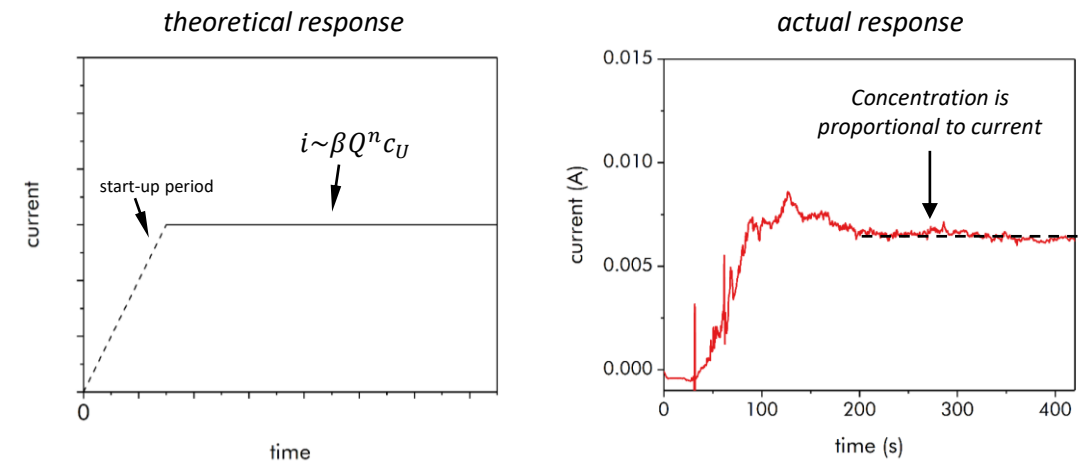 theoretical response
current
start-up period
i~βQⁿc_U
0
time
actual response
current (A)
0.015
0.010
0.005
0.000
Concentration is
proportional to current
0 100 200 300 400
time (s)